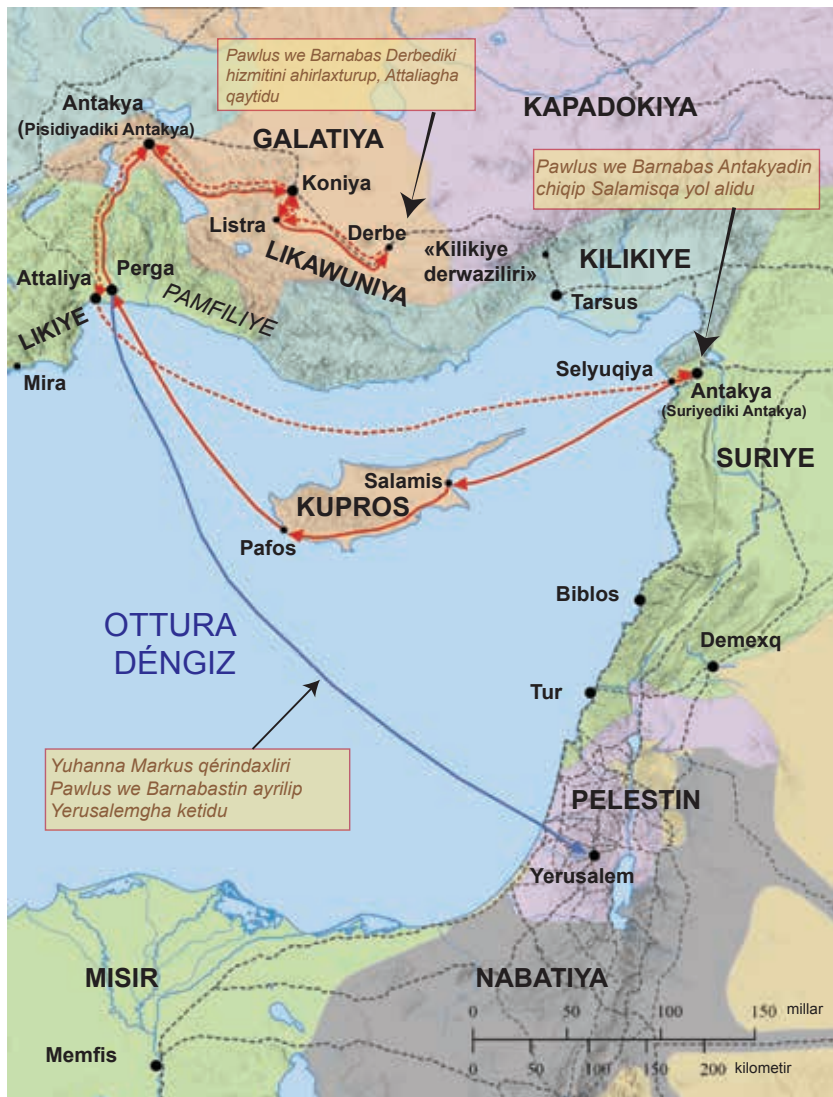 Pawlus we Barnabas Derbediki
hizmitini ahirlaxturup, Attaliagha
qaytidu
Antakya
(Pisidiyadiki Antakya)
KAPADOKIYA
GALATIYA
Pawlus we Barnabas Antakyadin
chiqip Salamisqa yol alidu
Koniya
Listra
Derbe
LIKAWUNIYA
«Kilikiye
derwaziliri»
KILIKIYE
Attaliya
Perga
PAMFILIYE
LIKIYE
Tarsus
Mira
Selyuqiya
Antakya
(Suriyediki Antakya)
SURIYE
Salamis
KUPROS
Pafos
Biblos
OTTURA
DÉNGIZ
Demexq
Tur
Yuhanna Markus qérindaxliri
Pawlus we Barnabastin ayrilip
Yerusalemgha ketidu
PELESTIN
Yerusalem
MISIR
NABATIYA
0 50 100 150 millar
Memfis
0 50 100 150 200 kilometir